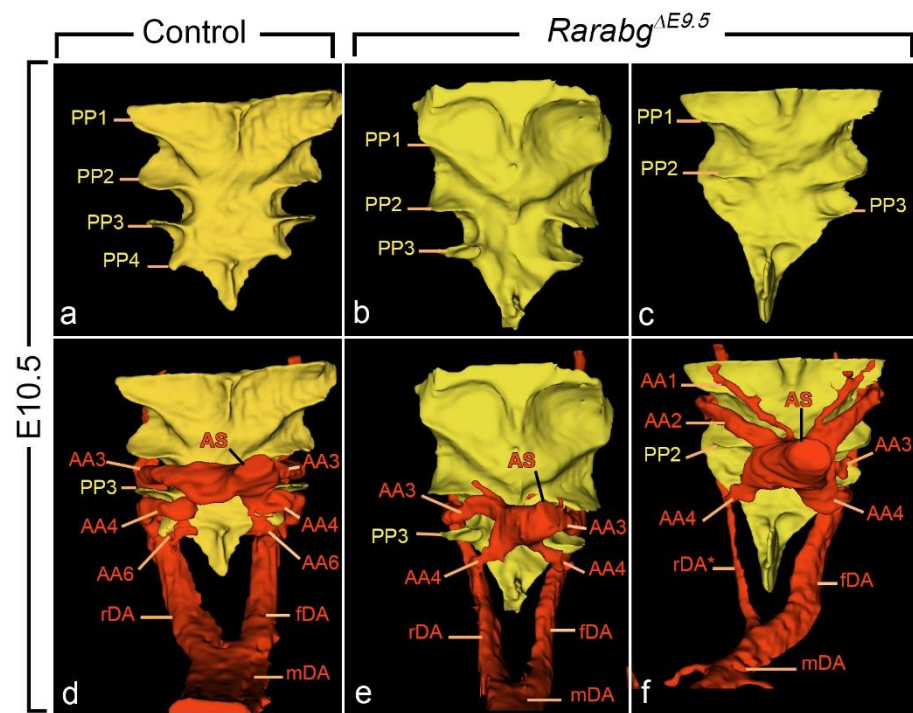 Control
Rarabg^ΔE9.5
E10.5
PP1
PP2
PP3
PP4
a
PP1
PP2
PP3
b
PP1
PP2
PP3
c
AS
AA3
AA3
PP3
AA4
AA4
AA6
AA6
rDA
fDA
mDA
d
AS
AA3
AA3
PP3
AA4
AA4
rDA
fDA
mDA
e
AA1
AS
AA2
PP2
AA3
AA4
AA4
rDA*
fDA
mDA
f